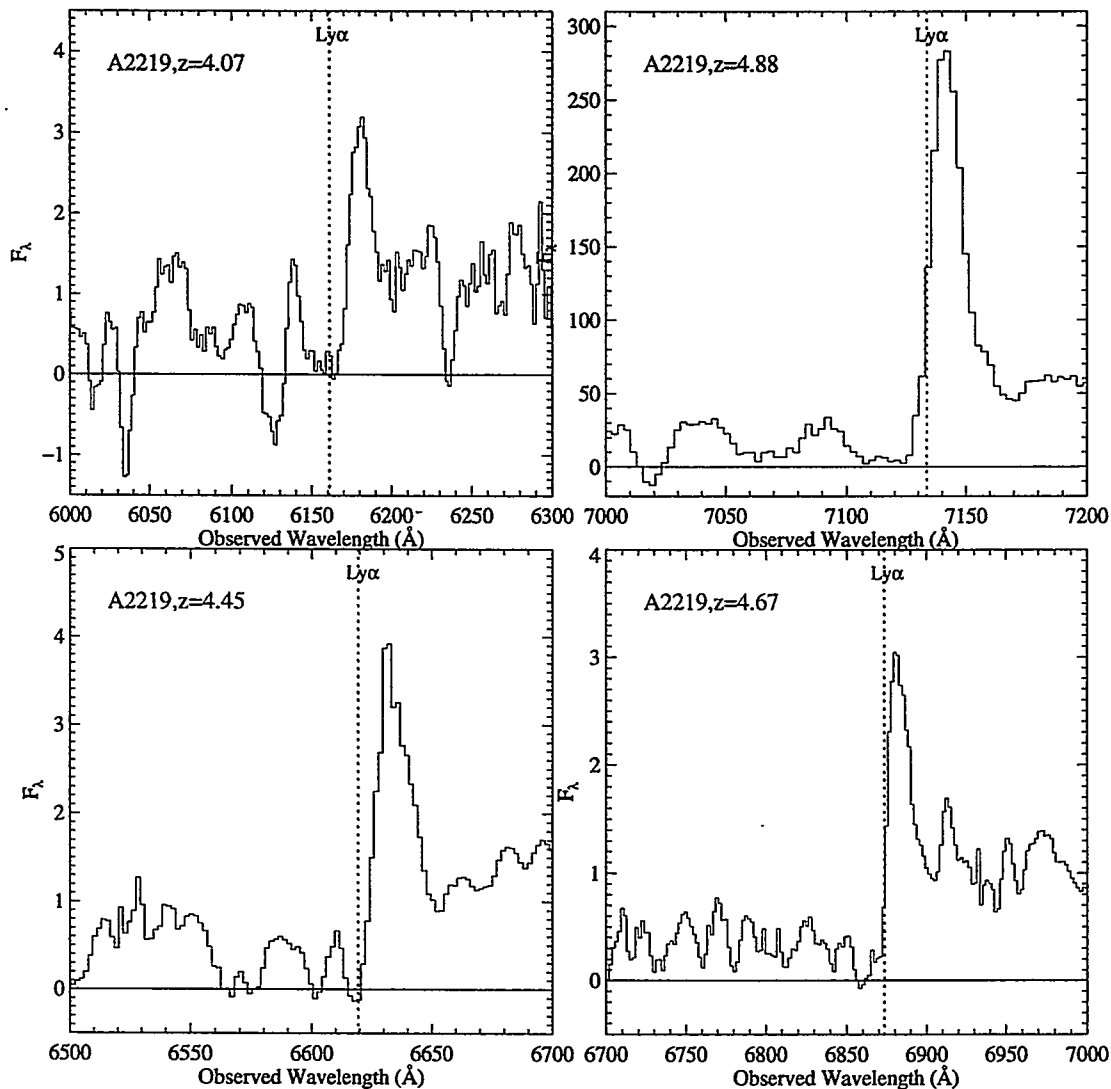 Lyα
A2219,z=4.07
4
3
2
1
0
−1
Fλ
6000 6050 6100 6150 6200 6250 6300
Observed Wavelength (Å)
Lyα
A2219,z=4.88
300
250
200
150
100
50
0
7000 7050 7100 7150 7200
Observed Wavelength (Å)
Lyα
A2219,z=4.45
5
4
3
2
1
0
Fλ
6500 6550 6600 6650 6700
Observed Wavelength (Å)
Lyα
A2219,z=4.67
4
3
2
1
0
Fλ
6700 6750 6800 6850 6900 6950 7000
Observed Wavelength (Å)